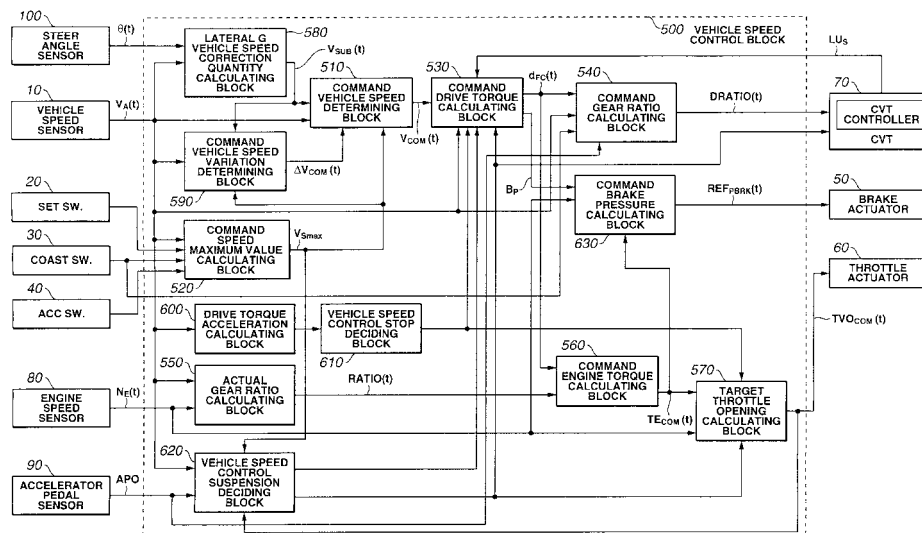 100
STEER
ANGLE
SENSOR
θ(t)
10
VEHICLE
SPEED
SENSOR
VA(t)
20
SET SW.
30
COAST SW.
40
ACC SW.
80
ENGINE
SPEED
SENSOR
NE(t)
90
ACCELERATOR
PEDAL
SENSOR
APO
580
LATERAL G
VEHICLE SPEED
CORRECTION
QUANTITY
CALCULATING
BLOCK
VSUB (t)
510
COMMAND
VEHICLE SPEED
DETERMINING
BLOCK
VCOM (t)
COMMAND
VEHICLE SPEED
VARIATION
DETERMINING
BLOCK
590
ΔVCOM (t)
COMMAND
SPEED
MAXIMUM VALUE
CALCULATING
BLOCK
520
VSmax
600
DRIVE TORQUE
ACCELERATION
CALCULATING
BLOCK
VEHICLE SPEED
CONTROL STOP
DECIDING
BLOCK
610
550
ACTUAL
GEAR RATIO
CALCULATING
BLOCK
RATIO(t)
620
VEHICLE SPEED
CONTROL
SUSPENSION
DECIDING
BLOCK
530
COMMAND
DRIVE TORQUE
CALCULATING
BLOCK
dFC(t)
540
COMMAND
GEAR RATIO
CALCULATING
BLOCK
DRATIO(t)
BP
COMMAND
BRAKE
PRESSURE
CALCULATING
BLOCK
630
REFPBRK(t)
560
COMMAND
ENGINE TORQUE
CALCULATING
BLOCK
TECOM (t)
570
TARGET
THROTTLE
OPENING
CALCULATING
BLOCK
500
VEHICLE SPEED
CONTROL BLOCK
LUS
70
CVT
CONTROLLER
CVT
50
BRAKE
ACTUATOR
60
THROTTLE
ACTUATOR
TVOCOM (t)